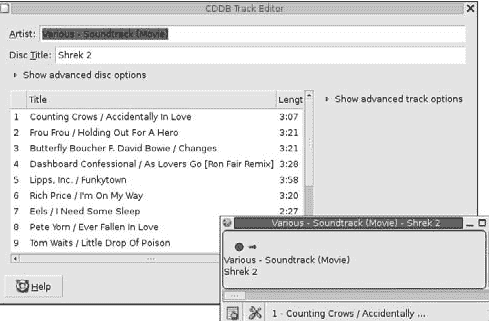 CDDB Track Editor
Artist: Various - Soundtrack (Movie)
Disc Title: Shrek 2
Show advanced disc options
Title Lengt
1 Counting Crows / Accidentally In Love 3:07
2 Frou Frou / Holding Out For A Hero 3:21
3 Butterfly Boucher F. David Bowie / Changes 3:21
4 Dashboard Confessional / As Lovers Go [Ron Fair Remix] 3:28
5 Lipps, Inc. / Funkytown 3:58
6 Rich Price / I'm On My Way 3:20
7 Eels / I Need Some Sleep 2:27
8 Pete Yorn / Ever Fallen In Love
9 Tom Waits / Little Drop Of Poison
Show advanced track options
Help
Various - Soundtrack (Movie) - Shrek 2
Various - Soundtrack (Movie)
Shrek 2
1 - Counting Crows / Accidentally ...